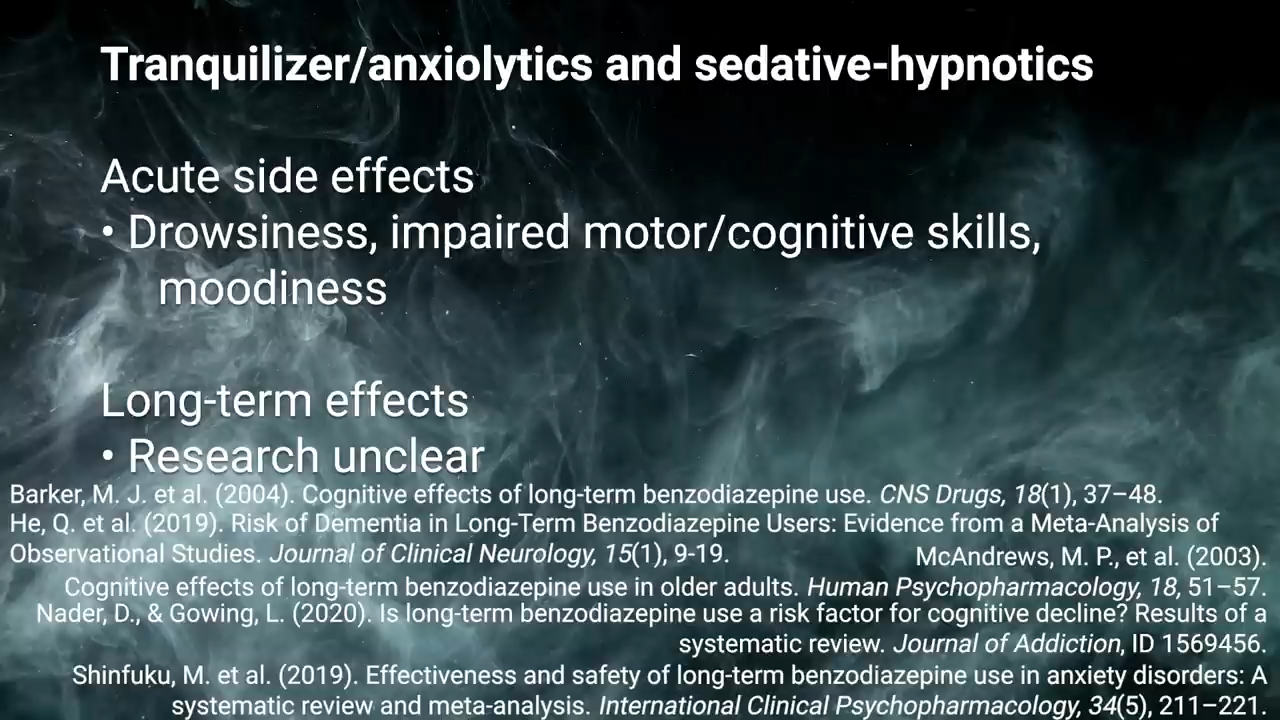 Tranquilizer/anxiolytics and sedative-hypnotics
Acute side effects
• Drowsiness, impaired motor/cognitive skills,
moodiness
Long-term effects
• Research unclear
Barker, M. J. et al. (2004). Cognitive effects of long-term benzodiazepine use. CNS Drugs, 18(1), 37–48.
He, Q. et al. (2019). Risk of Dementia in Long-Term Benzodiazepine Users: Evidence from a Meta-Analysis of
Observational Studies. Journal of Clinical Neurology, 15(1), 9-19.
McAndrews, M. P., et al. (2003).
Cognitive effects of long-term benzodiazepine use in older adults. Human Psychopharmacology, 18, 51–57.
Nader, D., & Gowing, L. (2020). Is long-term benzodiazepine use a risk factor for cognitive decline? Results of a
systematic review. Journal of Addiction, ID 1569456.
Shinfuku, M. et al. (2019). Effectiveness and safety of long-term benzodiazepine use in anxiety disorders: A
systematic review and meta-analysis. International Clinical Psychopharmacology, 34(5), 211–221.